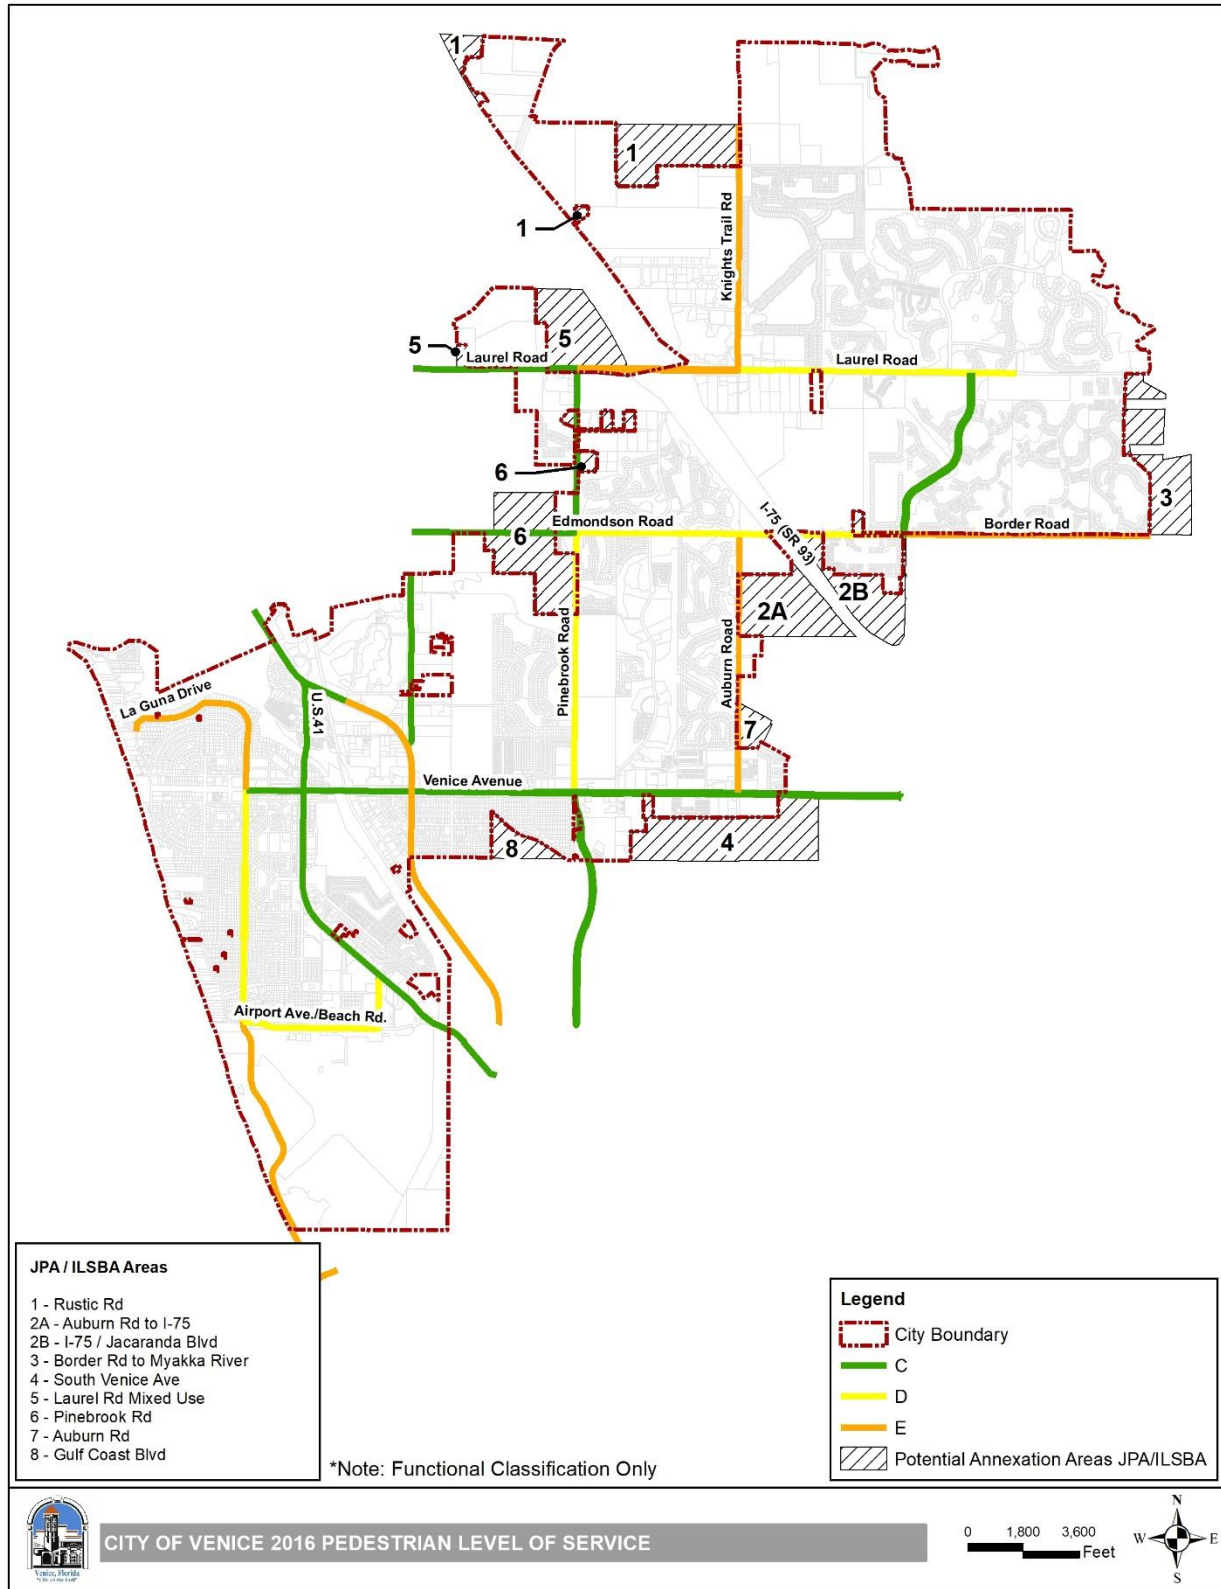 1
1
1
Knights Trail Rd
5
5
Laurel Road
Laurel Road
6
3
I-75 (SR 93)
Edmondson Road
Border Road
6
2A
2B
Pinebrook Road
Auburn Road
La Guna Drive
U.S.41
7
Venice Avenue
8
4
Airport Ave./Beach Rd.
JPA / ILSBA Areas
1 - Rustic Rd
2A - Auburn Rd to I-75
2B - I-75 / Jacaranda Blvd
3 - Border Rd to Myakka River
4 - South Venice Ave
5 - Laurel Rd Mixed Use
6 - Pinebrook Rd
7 - Auburn Rd
8 - Gulf Coast Blvd
*Note: Functional Classification Only
Legend
City Boundary
C
D
E
Potential Annexation Areas JPA/ILSBA
Venice, Florida
CITY OF VENICE 2016 PEDESTRIAN LEVEL OF SERVICE
0 1,800 3,600
Feet
N
W E
S